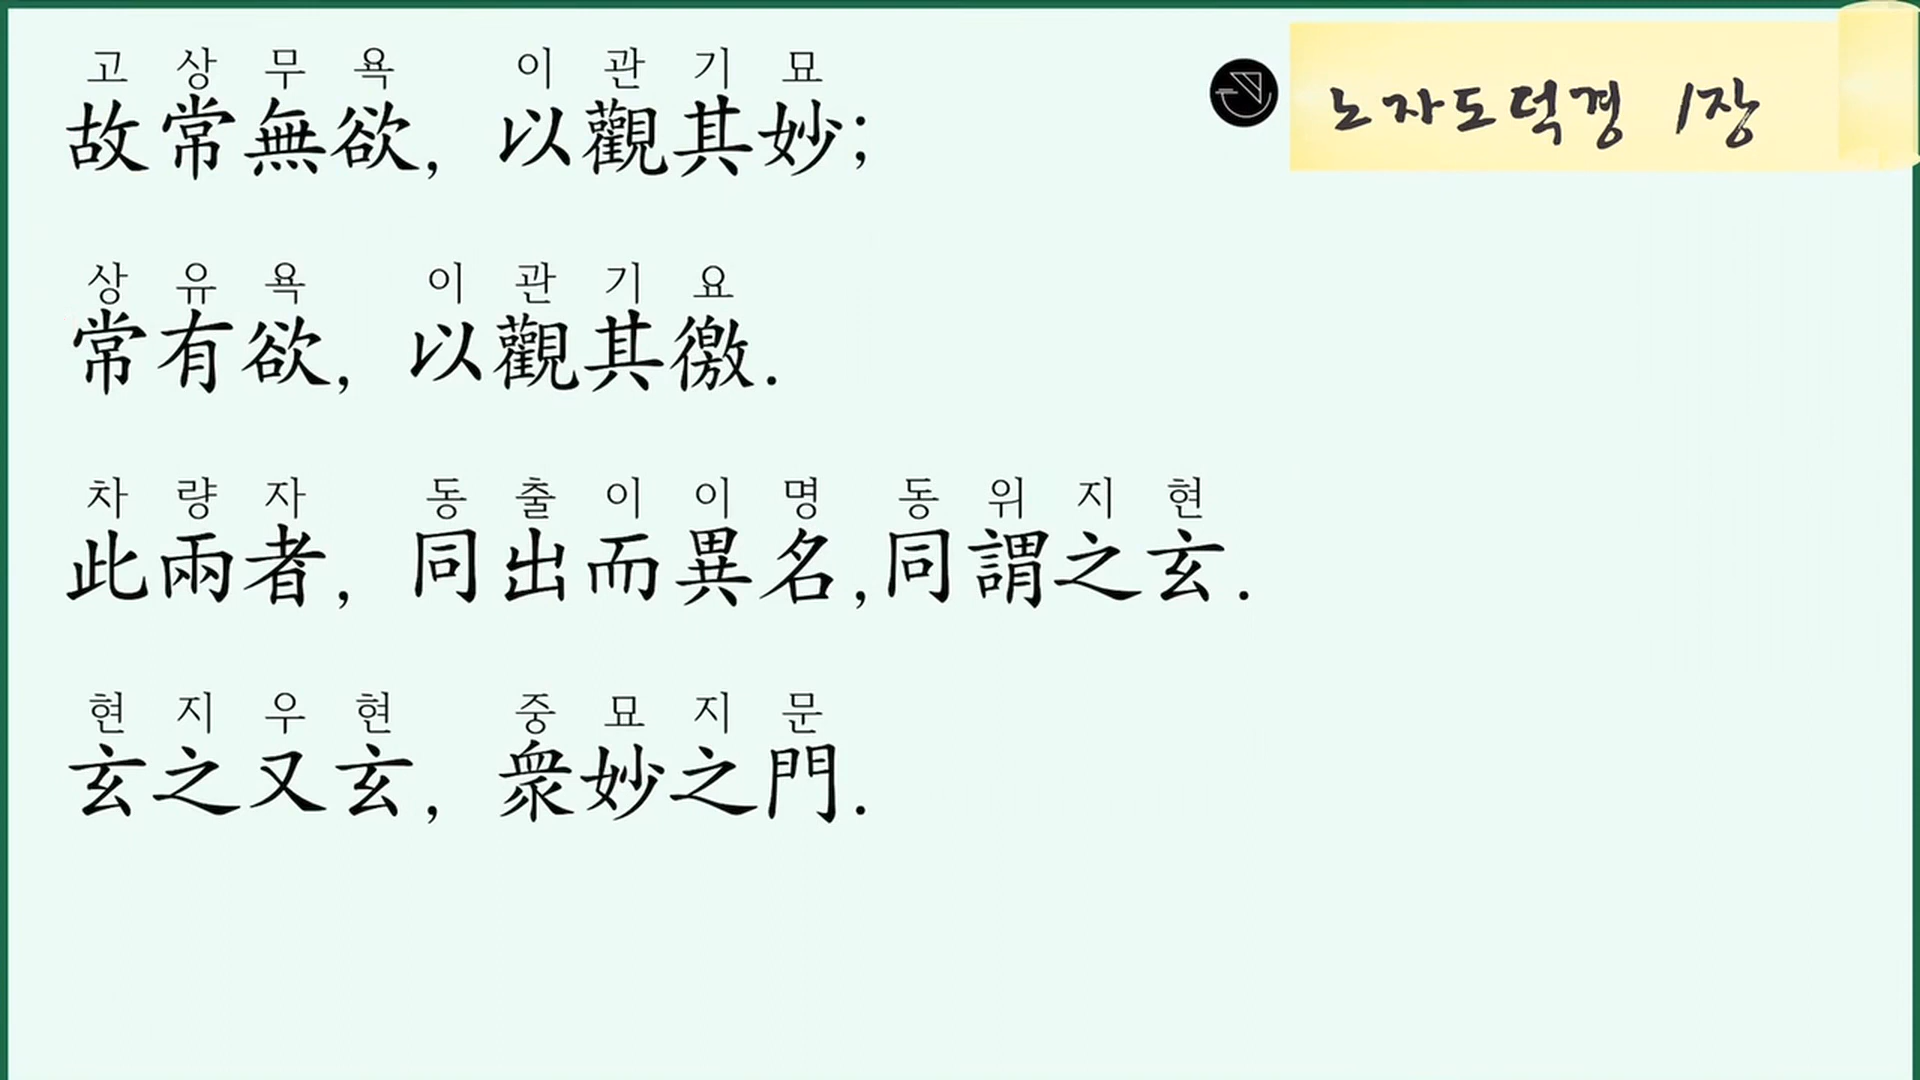 고 상 무 욕 이 관 기 묘
故常無欲, 以觀其妙;
노자도덕경 1장
상 유 욕 이 관 기 요
常有欲, 以觀其徼.
차 량 자 동 출 이 이 명 동 위 지 현
此兩者, 同出而異名,同謂之玄.
현 지 우 현 중 묘 지 문
玄之又玄, 衆妙之門.